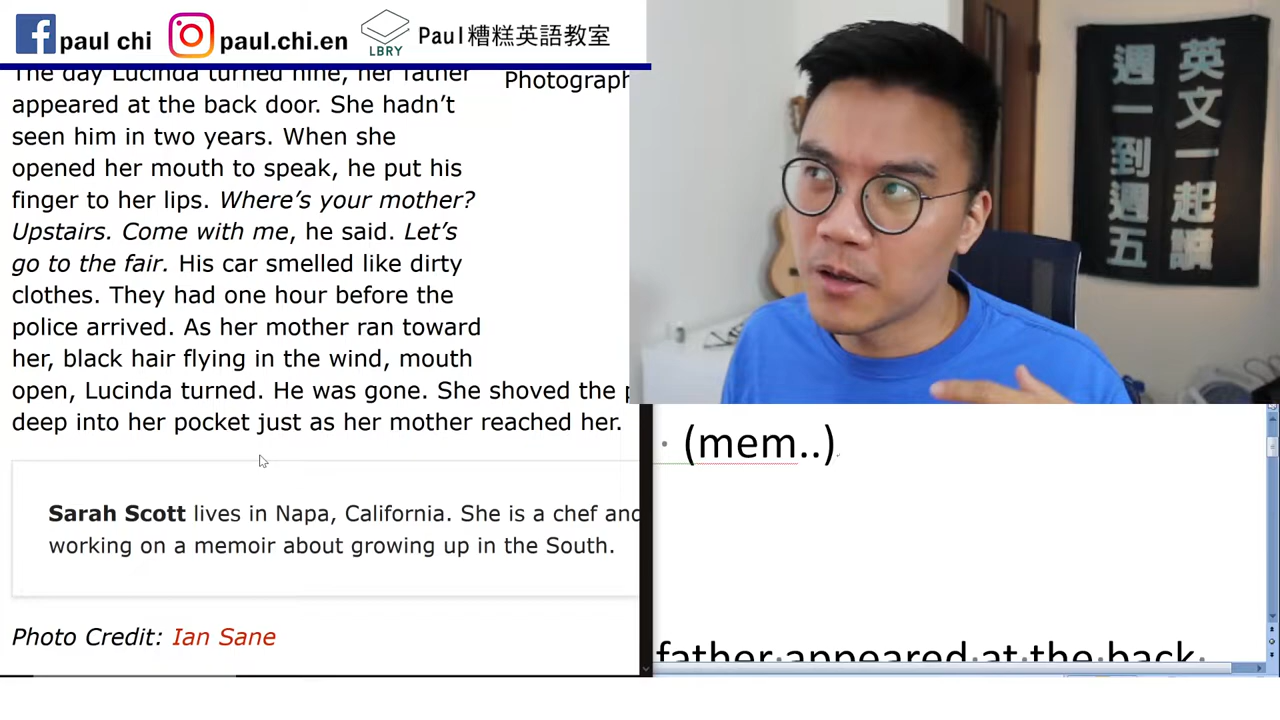 paul chi
paul.chi.en
LBRY
Paul糟糕英語教室
The day Lucinda turned nine, her father
appeared at the back door. She hadn't
seen him in two years. When she
opened her mouth to speak, he put his
finger to her lips. Where's your mother?
Upstairs. Come with me, he said. Let's
go to the fair. His car smelled like dirty
clothes. They had one hour before the
police arrived. As her mother ran toward
her, black hair flying in the wind, mouth
open, Lucinda turned. He was gone. She shoved the
deep into her pocket just as her mother reached her.
Sarah Scott lives in Napa, California. She is a chef and
working on a memoir about growing up in the South.
Photo Credit: Ian Sane
Photograph
英文一起讀
週一到週五
(mem..)
father appeared at the back